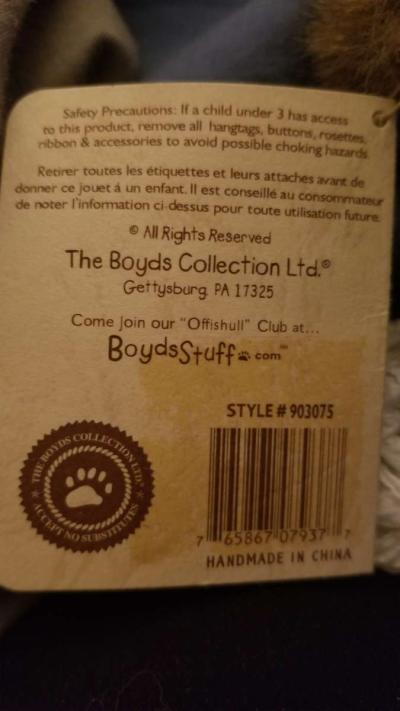 Safety Precautions: If a child under 3 has access
to this product, remove all hangtags, buttons, rosettes,
ribbon & accessories to avoid possible choking hazards.
Retirer toutes les étiquettes et leurs attaches avant de
donner ce jouet á un enfant. Il est conseillé au consommateur
de noter l'information ci-dessus pour toute utilisation future.
© All Rights Reserved
The Boyds Collection Ltd.®
Gettysburg, PA 17325
Come Join our "Offishull" Club at...
BoydsStuff.com™
STYLE # 903075
THE BOYDS COLLECTION LTD®
ACCEPT NO SUBSTITUTES
7 65867 07937 7
HANDMADE IN CHINA